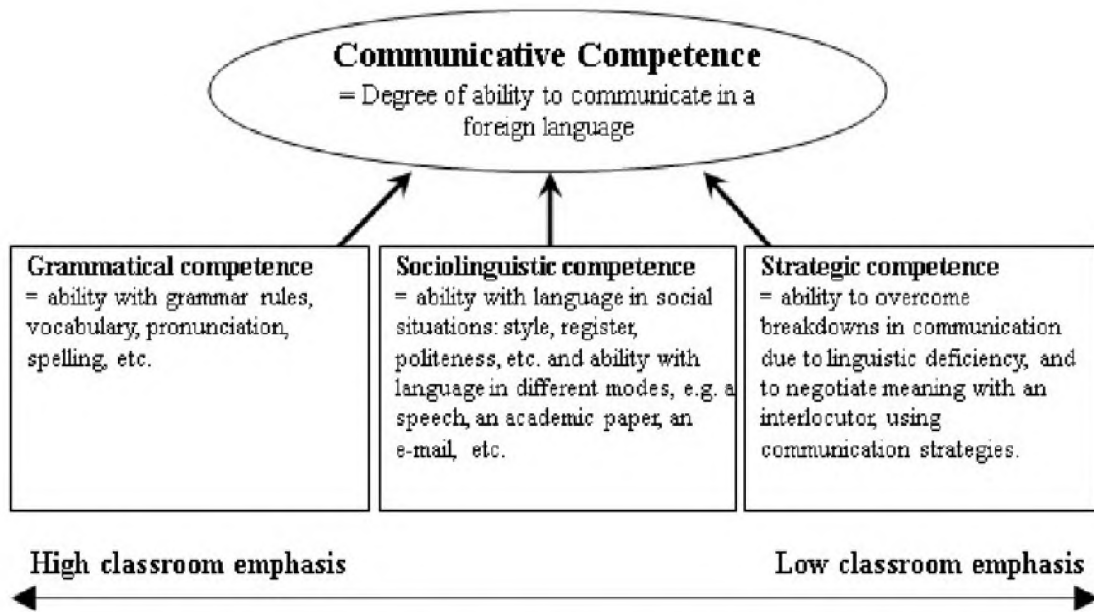 Communicative Competence
= Degree of ability to communicate in a
foreign language
Grammatical competence
= ability with grammar rules,
vocabulary, pronunciation,
spelling, etc.
Sociolinguistic competence
= ability with language in social
situations: style, register,
politeness, etc. and ability with
language in different modes, e.g. a
speech, an academic paper, an
e-mail, etc.
Strategic competence
= ability to overcome
breakdowns in communication
due to linguistic deficiency, and
to negotiate meaning with an
interlocutor, using
communication strategies.
High classroom emphasis
Low classroom emphasis